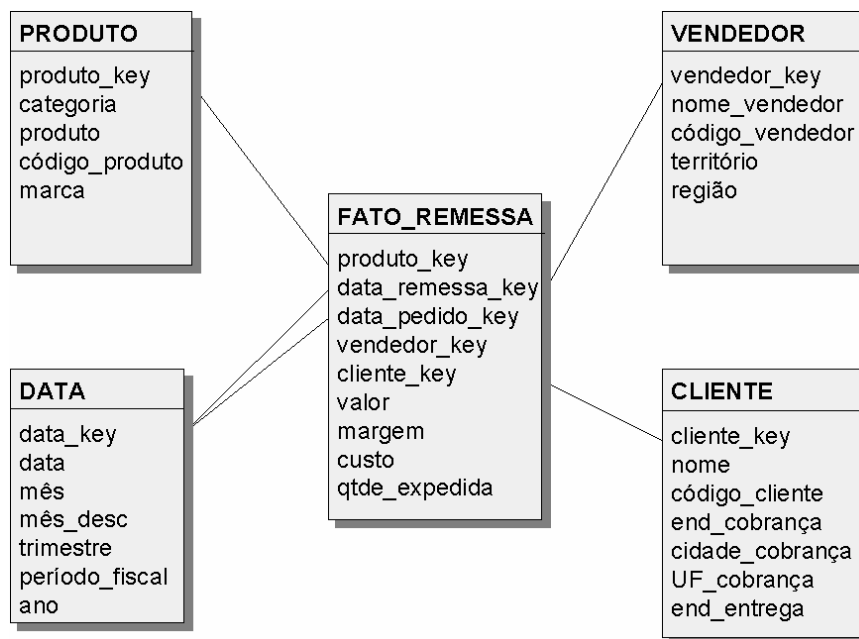 PRODUTO
produto_key
categoria
produto
código_produto
marca
VENDEDOR
vendedor_key
nome_vendedor
código_vendedor
território
região
FATO_REMESSA
produto_key
data_remessa_key
data_pedido_key
vendedor_key
cliente_key
valor
margem
custo
qtde_expedida
DATA
data_key
data
mês
mês_desc
trimestre
período_fiscal
ano
CLIENTE
cliente_key
nome
código_cliente
end_cobrança
cidade_cobrança
UF_cobrança
end_entrega